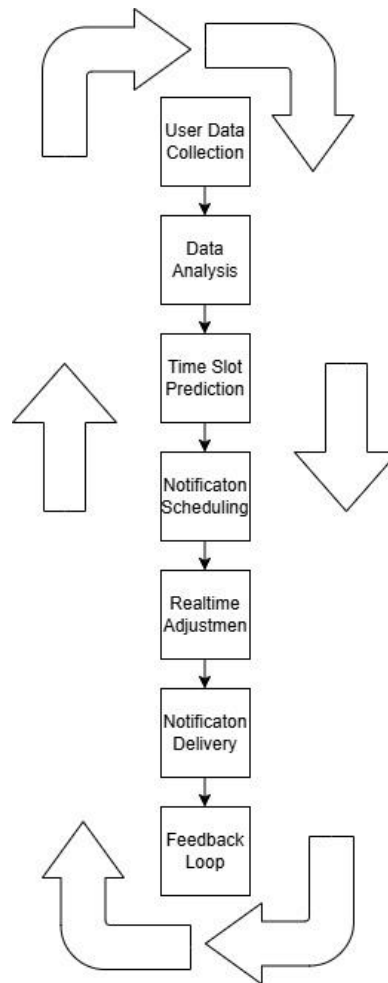 User Data
Collection
Data
Analysis
Time Slot
Prediction
Notificaton
Scheduling
Realtime
Adjustmen
Notificaton
Delivery
Feedback
Loop